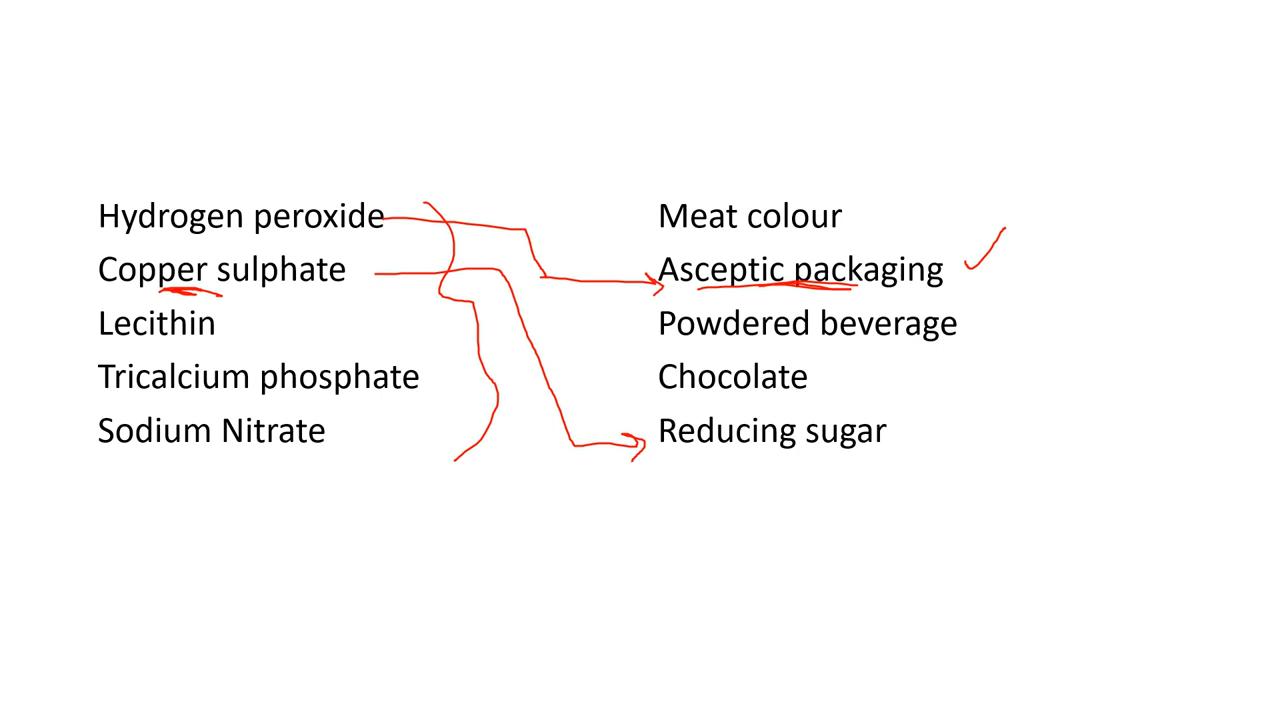 Hydrogen peroxide
Copper sulphate
Lecithin
Tricalcium phosphate
Sodium Nitrate
Meat colour
Asceptic packaging
Powdered beverage
Chocolate
Reducing sugar